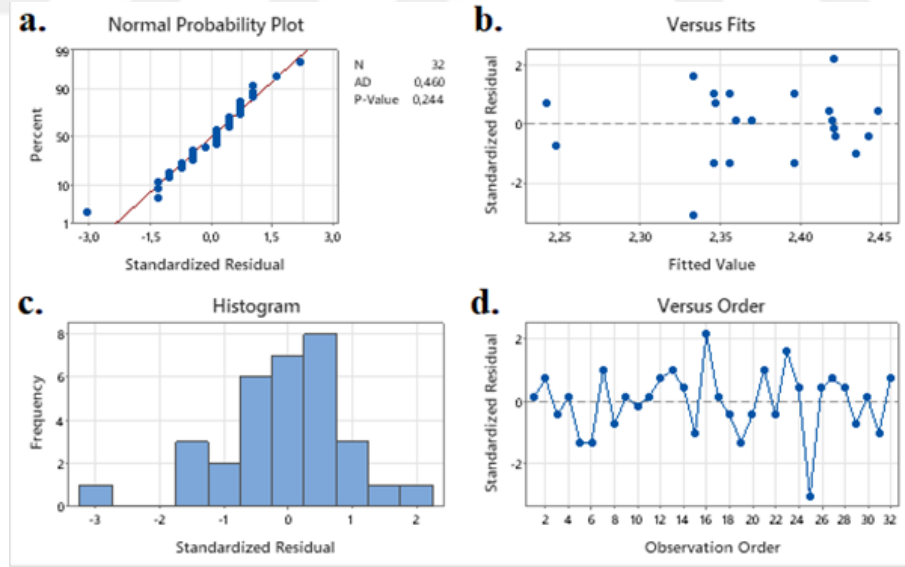 a.
Normal Probability Plot
99
90
50
10
1
Percent
-3,0 -1,5 0,0 1,5 3,0
Standardized Residual
N 32
AD 0,460
P-Value 0,244
b.
Versus Fits
2
0
-2
Standardized Residual
2,25 2,30 2,35 2,40 2,45
Fitted Value
c.
Histogram
8
6
4
2
0
Frequency
-3 -2 -1 0 1 2
Standardized Residual
d.
Versus Order
2
0
-2
Standardized Residual
2 4 6 8 10 12 14 16 18 20 22 24 26 28 30 32
Observation Order